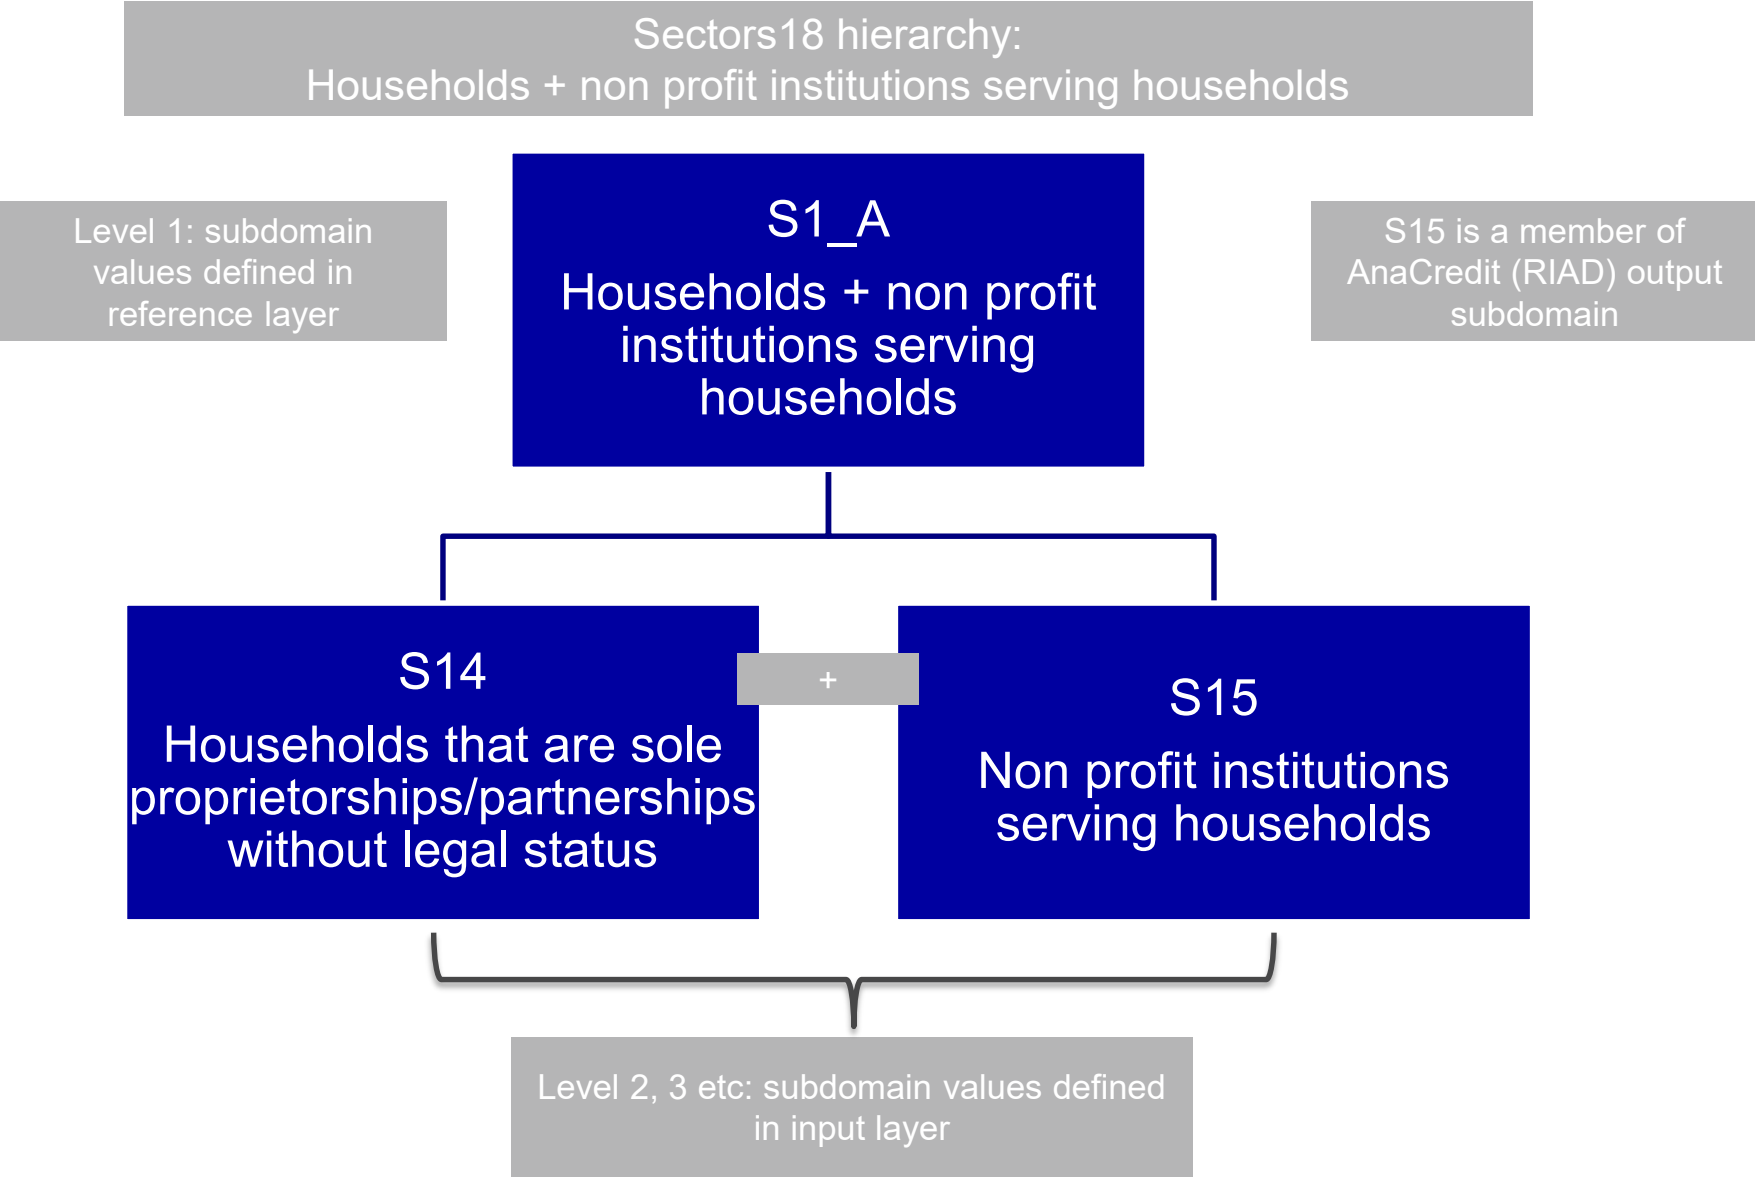 Sectors18 hierarchy:
Households + non profit institutions serving households
S1_A
Households + non profit
institutions serving
households
Level 1: subdomain
values defined in
reference layer
S15 is a member of
AnaCredit (RIAD) output
subdomain
S14
Households that are sole
proprietorships/partnerships
without legal status
+
S15
Non profit institutions
serving households
Level 2, 3 etc: subdomain values defined
in input layer